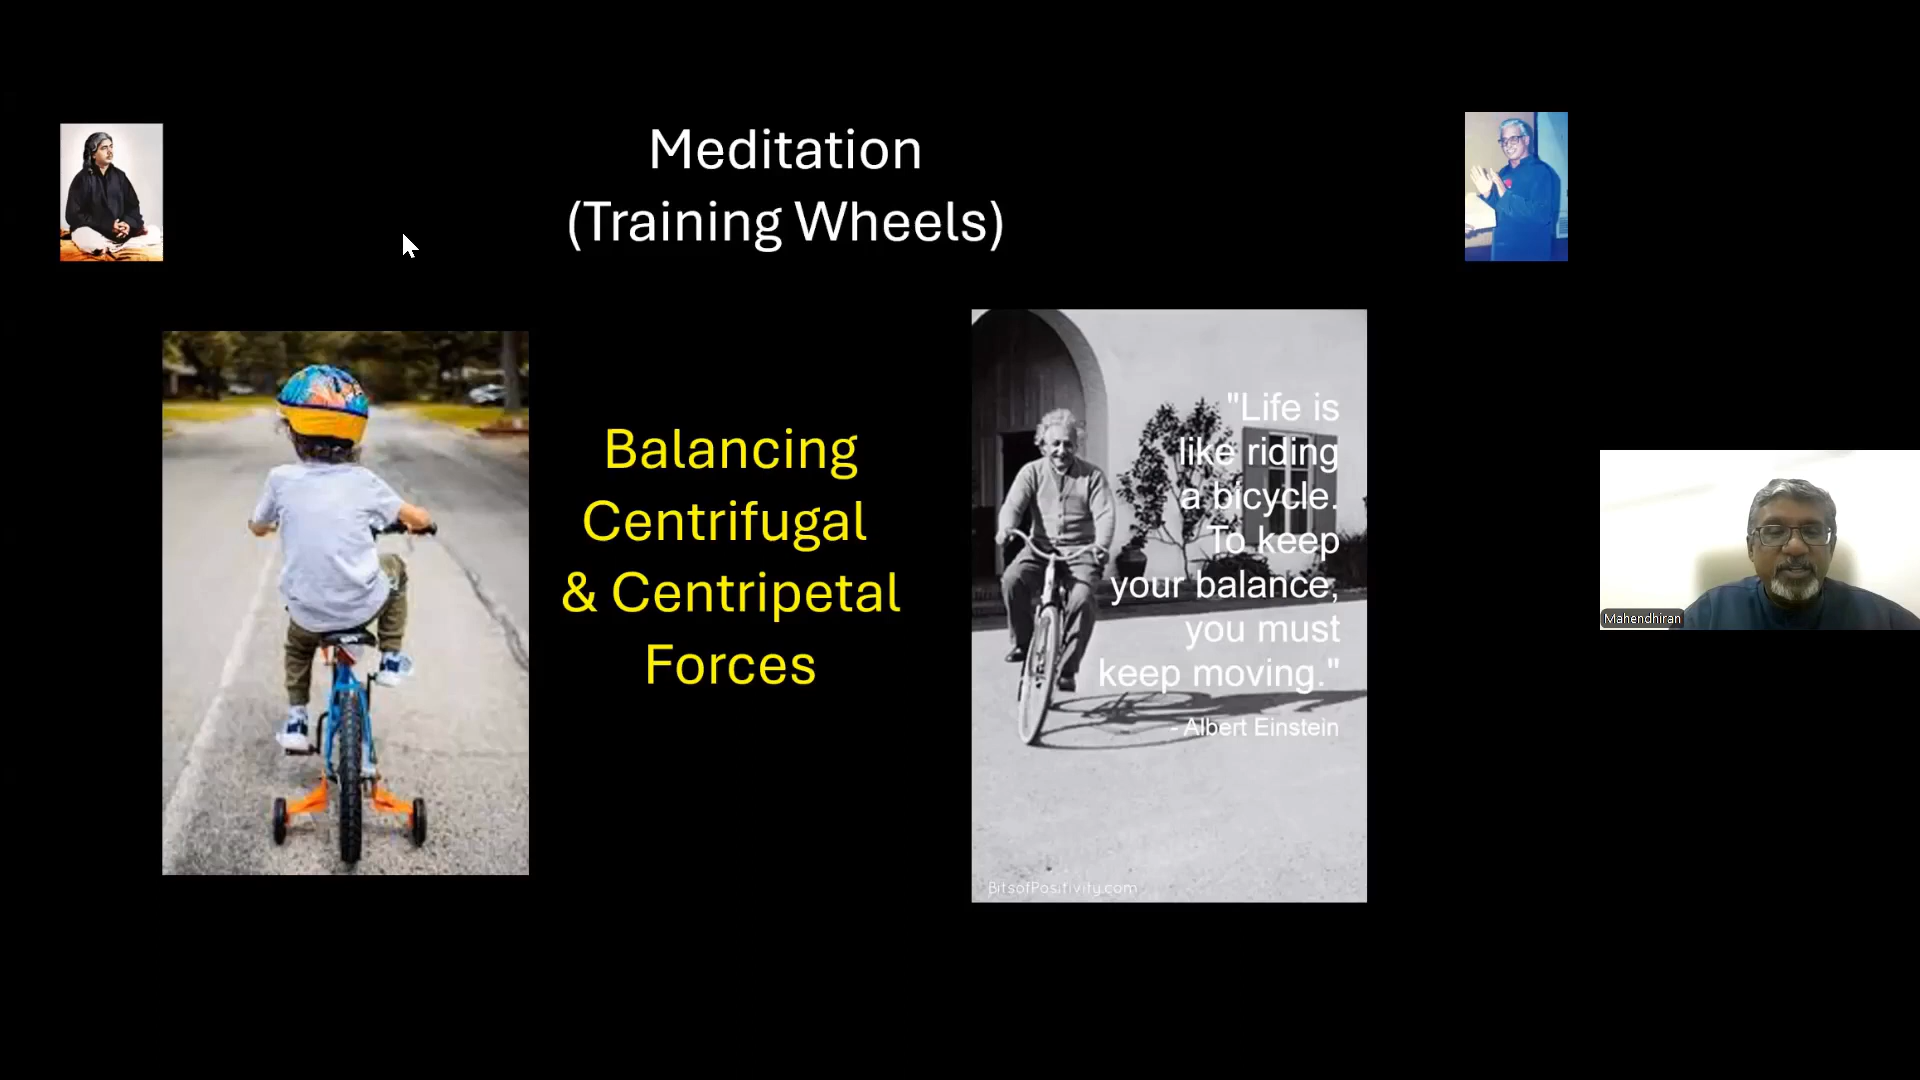 Meditation
(Training Wheels)
Balancing
Centrifugal
& Centripetal
Forces
"Life is
like riding
a bicycle.
To keep
your balance,
you must
keep moving."
- Albert Einstein
BitsofPositivity.com
Mahendhiran